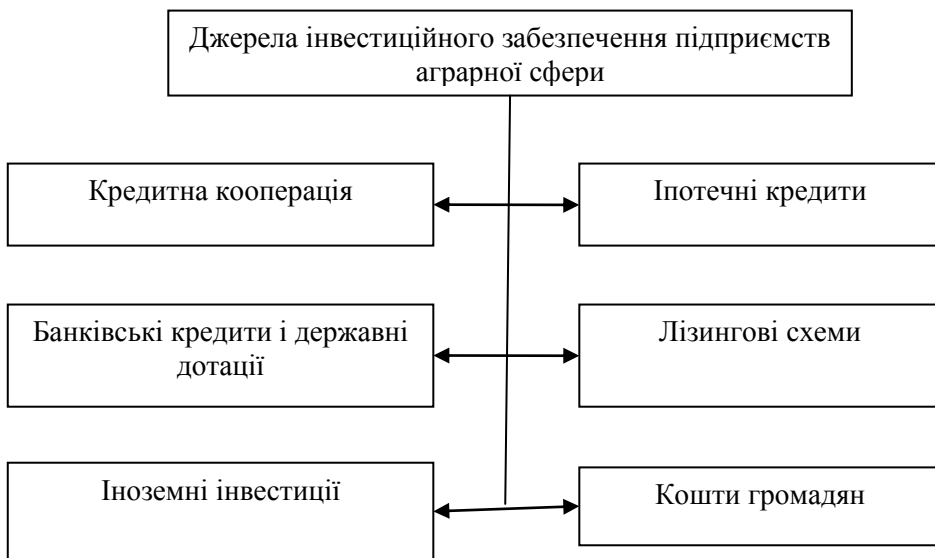 Джерела інвестиційного забезпечення підприємств
аграрної сфери
Кредитна кооперація
Іпотечні кредити
Банківські кредити і державні
дотації
Лізингові схеми
Іноземні інвестиції
Кошти громадян